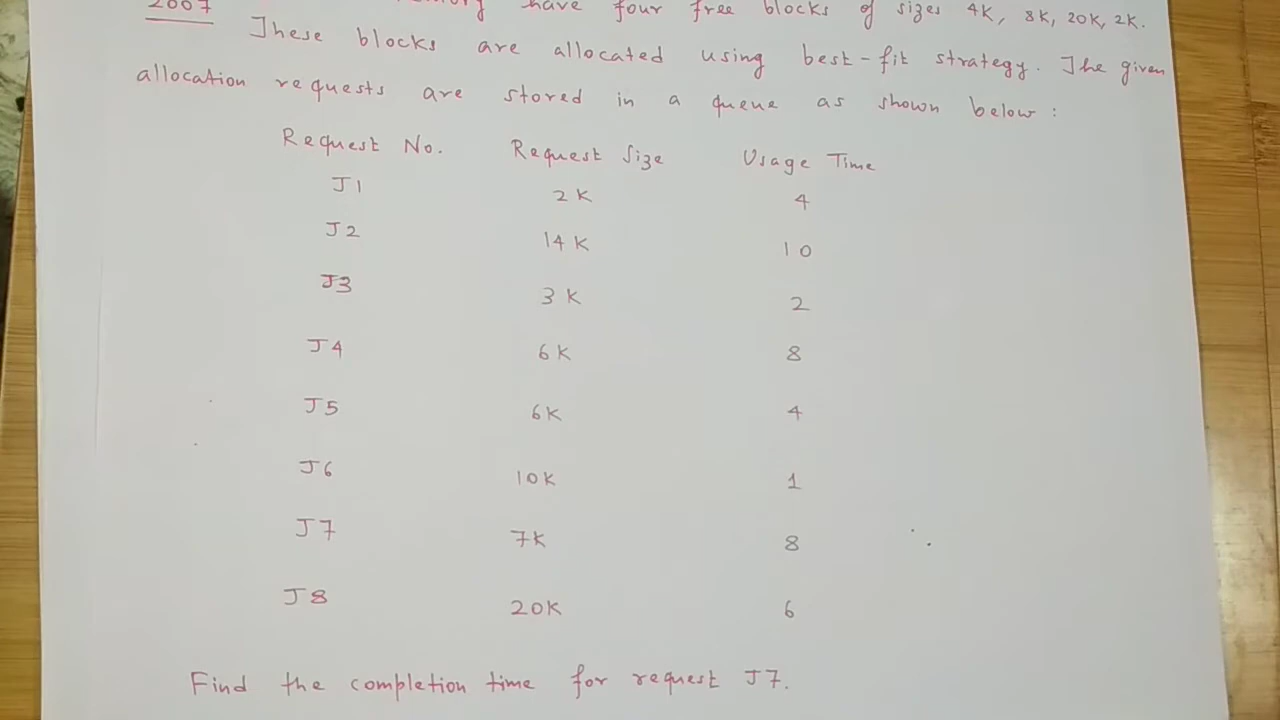 2007 have four free blocks of sizes 4K, 8K, 20K, 2K.
These blocks are allocated using best-fit strategy. The given
allocation requests are stored in a queue as shown below :
Request No. Request Size Usage Time
J1 2K 4
J2 14K 10
J3 3K 2
J4 6K 8
J5 6K 4
J6 10K 1
J7 7K 8
J8 20K 6
Find the completion time for request J7.